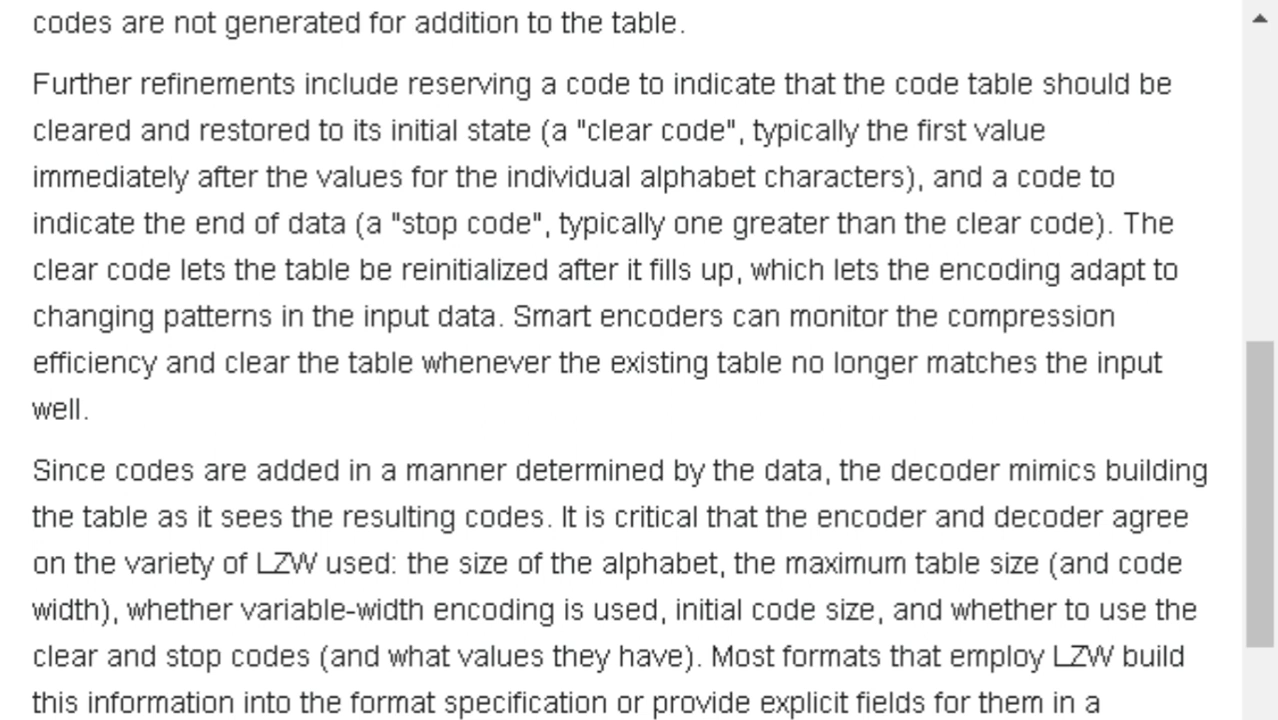 codes are not generated for addition to the table.
Further refinements include reserving a code to indicate that the code table should be
cleared and restored to its initial state (a "clear code", typically the first value
immediately after the values for the individual alphabet characters), and a code to
indicate the end of data (a "stop code", typically one greater than the clear code). The
clear code lets the table be reinitialized after it fills up, which lets the encoding adapt to
changing patterns in the input data. Smart encoders can monitor the compression
efficiency and clear the table whenever the existing table no longer matches the input
well.
Since codes are added in a manner determined by the data, the decoder mimics building
the table as it sees the resulting codes. It is critical that the encoder and decoder agree
on the variety of LZW used: the size of the alphabet, the maximum table size (and code
width), whether variable-width encoding is used, initial code size, and whether to use the
clear and stop codes (and what values they have). Most formats that employ LZW build
this information into the format specification or provide explicit fields for them in a